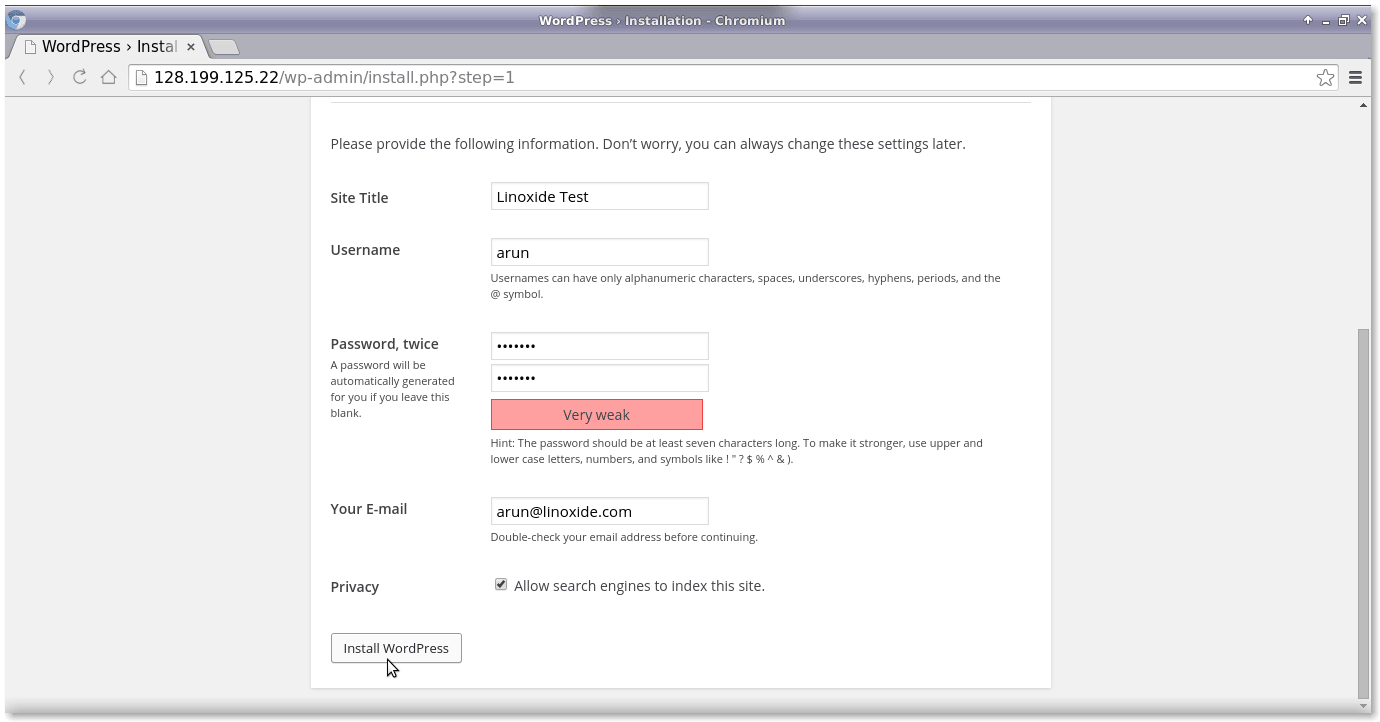 WordPress › Installation - Chromium
WordPress › Instal
128.199.125.22/wp-admin/install.php?step=1
Please provide the following information. Don’t worry, you can always change these settings later.
Site Title
Linoxide Test
Username
arun
Usernames can have only alphanumeric characters, spaces, underscores, hyphens, periods, and the
@ symbol.
Password, twice
•••••••
A password will be
automatically generated
for you if you leave this
blank.
•••••••
Very weak
Hint: The password should be at least seven characters long. To make it stronger, use upper and
lower case letters, numbers, and symbols like ! " ? $ % ^ & ).
Your E-mail
arun@linoxide.com
Double-check your email address before continuing.
Privacy
Allow search engines to index this site.
Install WordPress